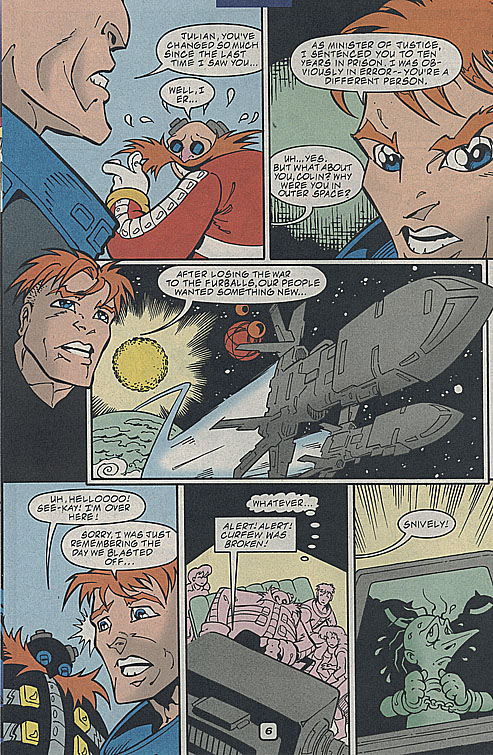 JULIAN, YOU'VE
CHANGED SO MUCH
SINCE THE LAST
TIME I SAW YOU...
WELL, I
ER...
AS MINISTER OF JUSTICE,
I SENTENCED YOU TO TEN
YEARS IN PRISON. I WAS OB-
VIOUSLY IN ERROR-- YOU'RE A
DIFFERENT PERSON.
UH...YES.
BUT WHAT ABOUT
YOU, COLIN? WHY
WERE YOU IN
OUTER SPACE?
AFTER LOSING THE WAR
TO THE FURBALLS, OUR PEOPLE
WANTED SOMETHING NEW...
UH, HELLOOOO!
SEE-KAY! I'M OVER
HERE!
SORRY, I WAS JUST
REMEMBERING THE
DAY WE BLASTED
OFF...
WHATEVER...
ALERT! ALERT!
CURFEW WAS
BROKEN!
SNIVELY!
6